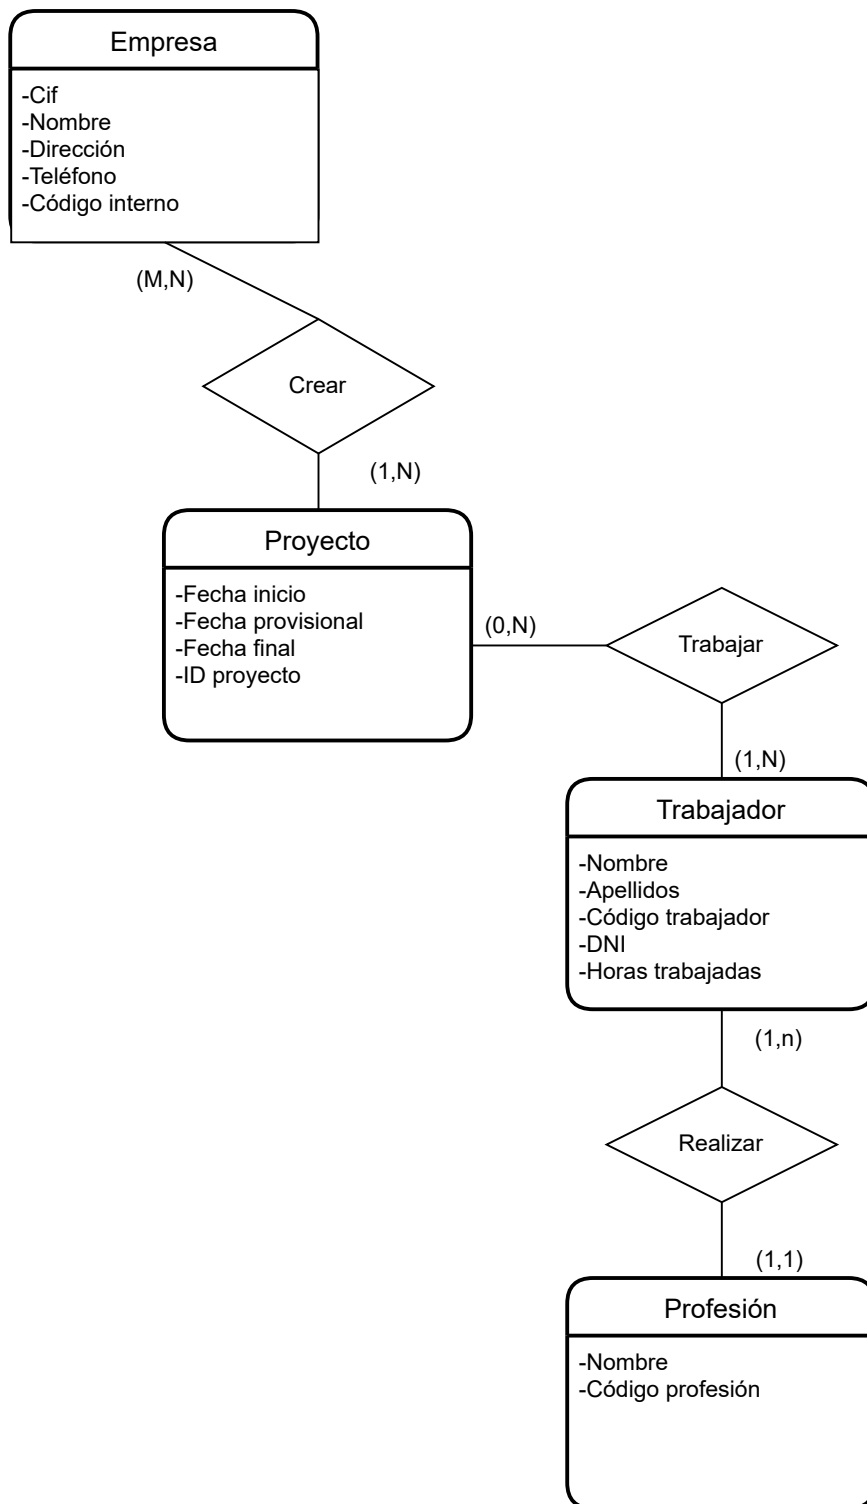 Empresa
-Cif
-Nombre
-Dirección
-Teléfono
-Código interno
(M,N)
Crear
(1,N)
Proyecto
-Fecha inicio
-Fecha provisional
-Fecha final
-ID proyecto
(0,N)
Trabajar
(1,N)
Trabajador
-Nombre
-Apellidos
-Código trabajador
-DNI
-Horas trabajadas
(1,n)
Realizar
(1,1)
Profesión
-Nombre
-Código profesión